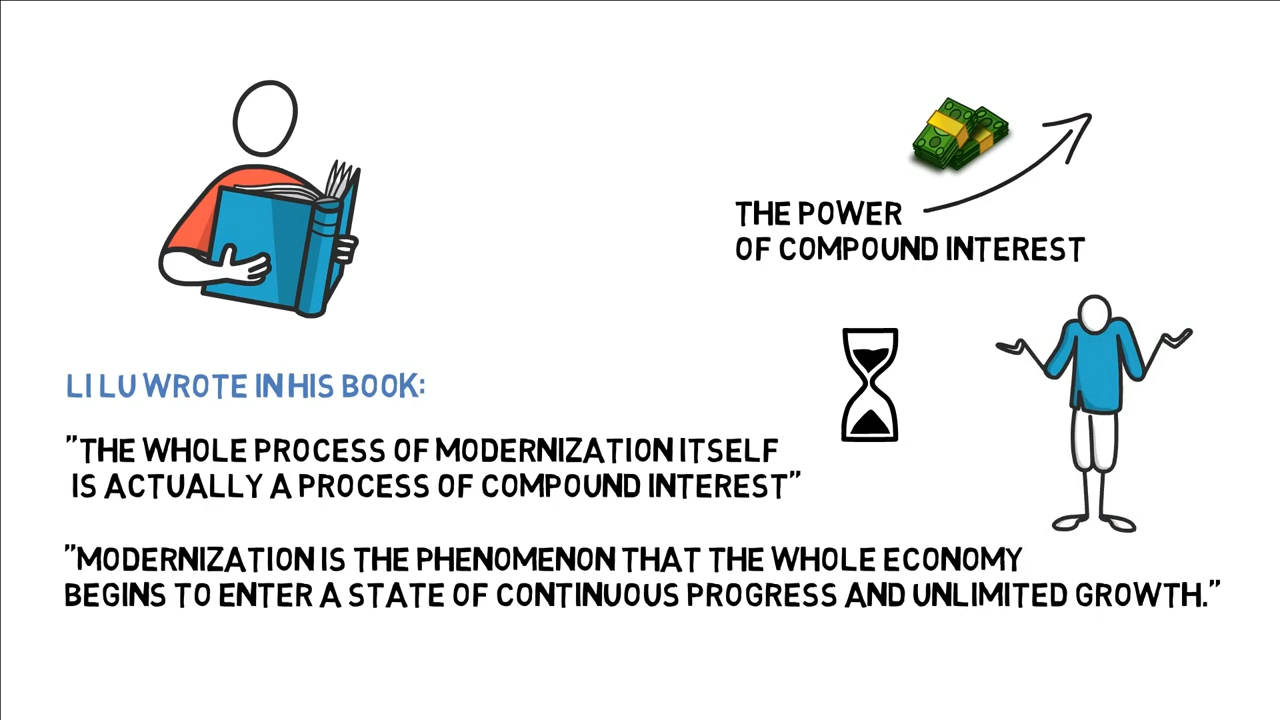 THE POWER
OF COMPOUND INTEREST
LI LU WROTE IN HIS BOOK:
"THE WHOLE PROCESS OF MODERNIZATION ITSELF
IS ACTUALLY A PROCESS OF COMPOUND INTEREST"
"MODERNIZATION IS THE PHENOMENON THAT THE WHOLE ECONOMY
BEGINS TO ENTER A STATE OF CONTINUOUS PROGRESS AND UNLIMITED GROWTH."